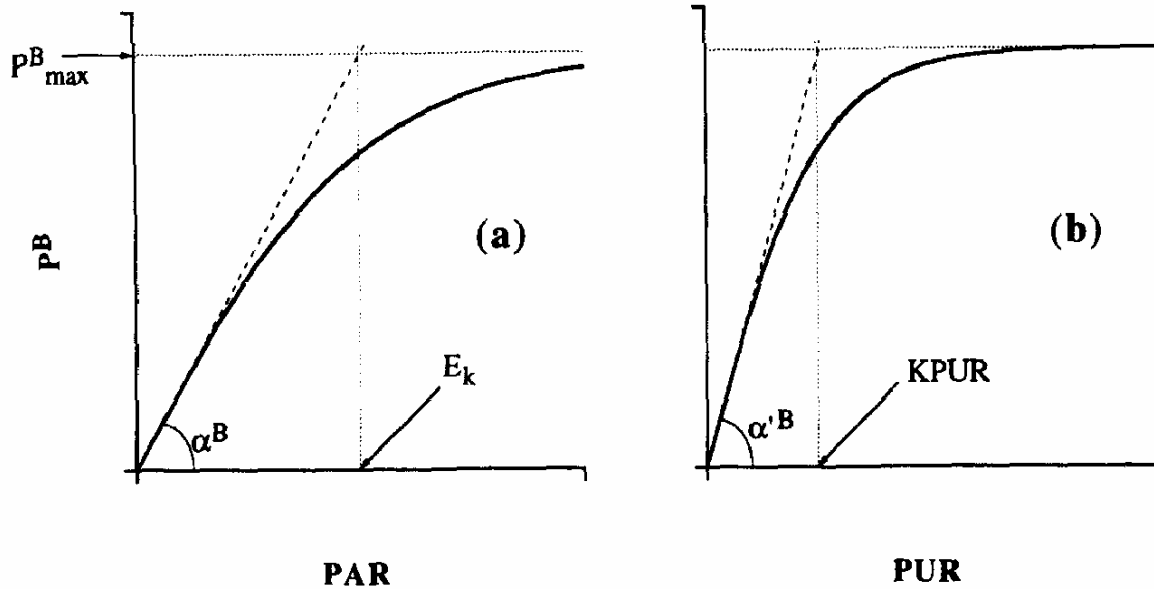 P^B_max
P^B
(a)
E_k
α^B
PAR
(b)
KPUR
α'^B
PUR